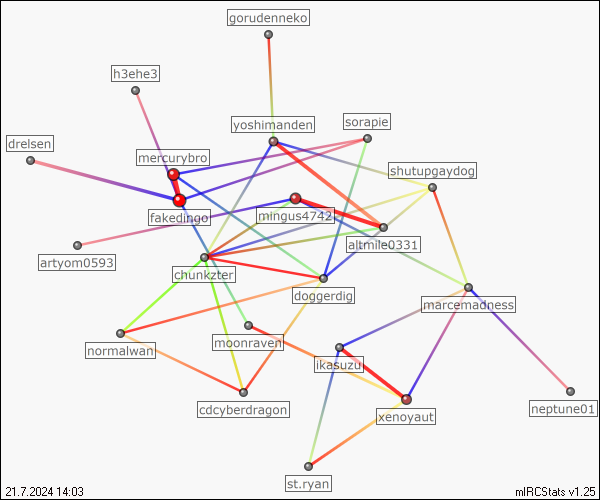 gorudenneko
h3ehe3
yoshimanden
sorapie
drelsen
mercurybro
shutupgaydog
fakedingo
mingus4742
altmile0331
artyom0593
chunkzter
doggerdig
marcemadness
normalwan
moonraven
ikasuzu
cdcyberdragon
xenoyaut
neptune01
st.ryan
21.7.2024 14:03
mIRCStats v1.25